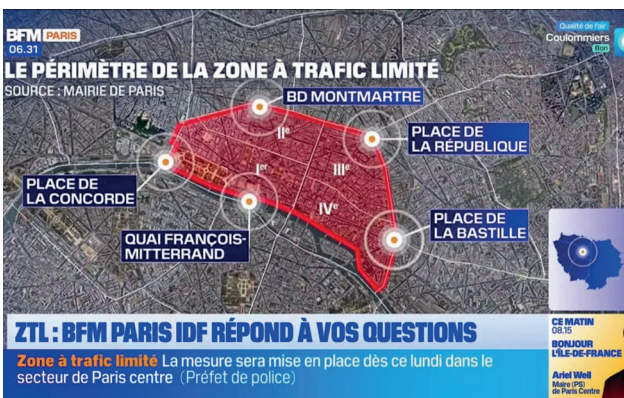 BFM PARIS
06.31
Qualité de l'air
Coulommiers
Bon
LE PÉRIMÈTRE DE LA ZONE À TRAFIC LIMITÉ
SOURCE : MAIRIE DE PARIS
BD MONTMARTRE
IIe
PLACE DE
LA RÉPUBLIQUE
Ier
IIIe
PLACE DE
LA CONCORDE
IVe
QUAI FRANÇOIS-
MITTERRAND
PLACE DE
LA BASTILLE
ZTL : BFM PARIS IDF RÉPOND À VOS QUESTIONS
Zone à trafic limité La mesure sera mise en place dès ce lundi dans le
secteur de Paris centre (Préfet de police)
CE MATIN
08.15
BONJOUR
L'ÎLE-DE-FRANCE
Ariel Weil
Maire (PS)
de Paris Centre